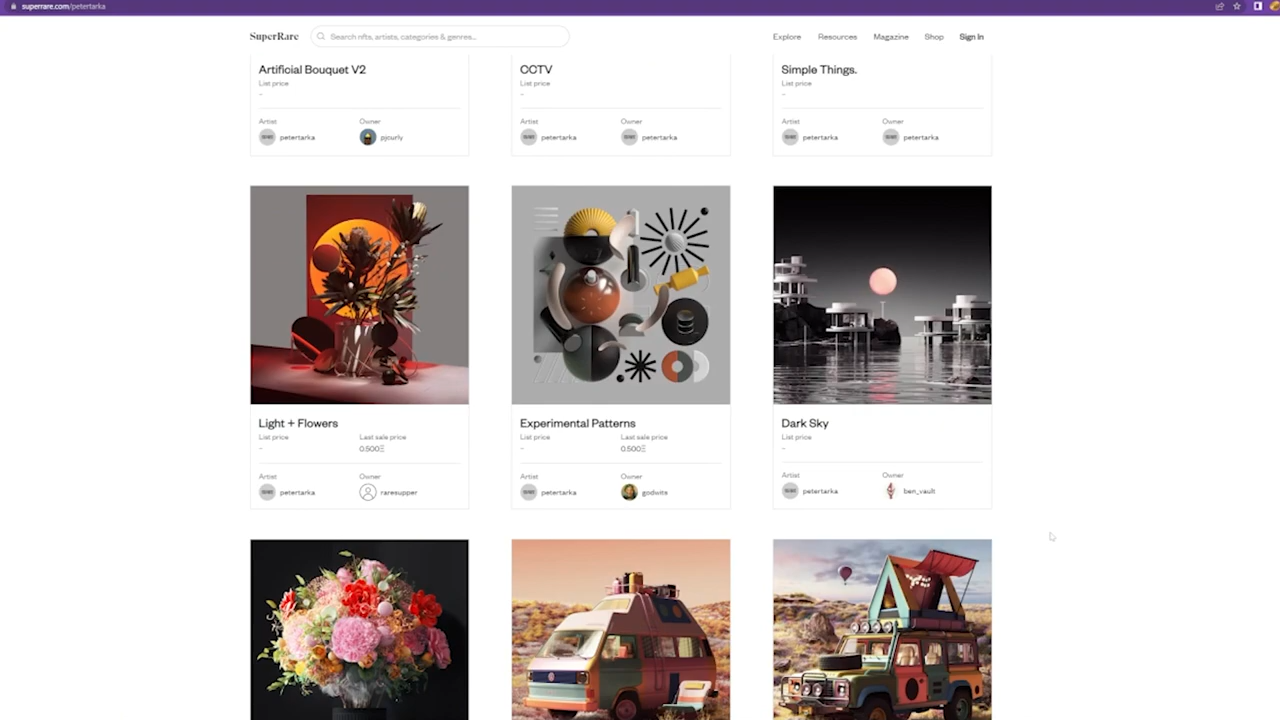 superrare.com/petertarka
SuperRare
Search nfts, artists, categories & genres...
Explore Resources Magazine Shop Sign In
Artificial Bouquet V2 CCTV Simple Things.
List price List price List price
- - -
Artist Owner Artist Owner Artist Owner
petertarka pjourly petertarka petertarka petertarka petertarka
Light + Flowers Experimental Patterns Dark Sky
List price Last sale price List price Last sale price List price
- 0.500Ξ - 0.500Ξ -
Artist Owner Artist Owner Artist Owner
petertarka raresupper petertarka godwits petertarka ben_vault